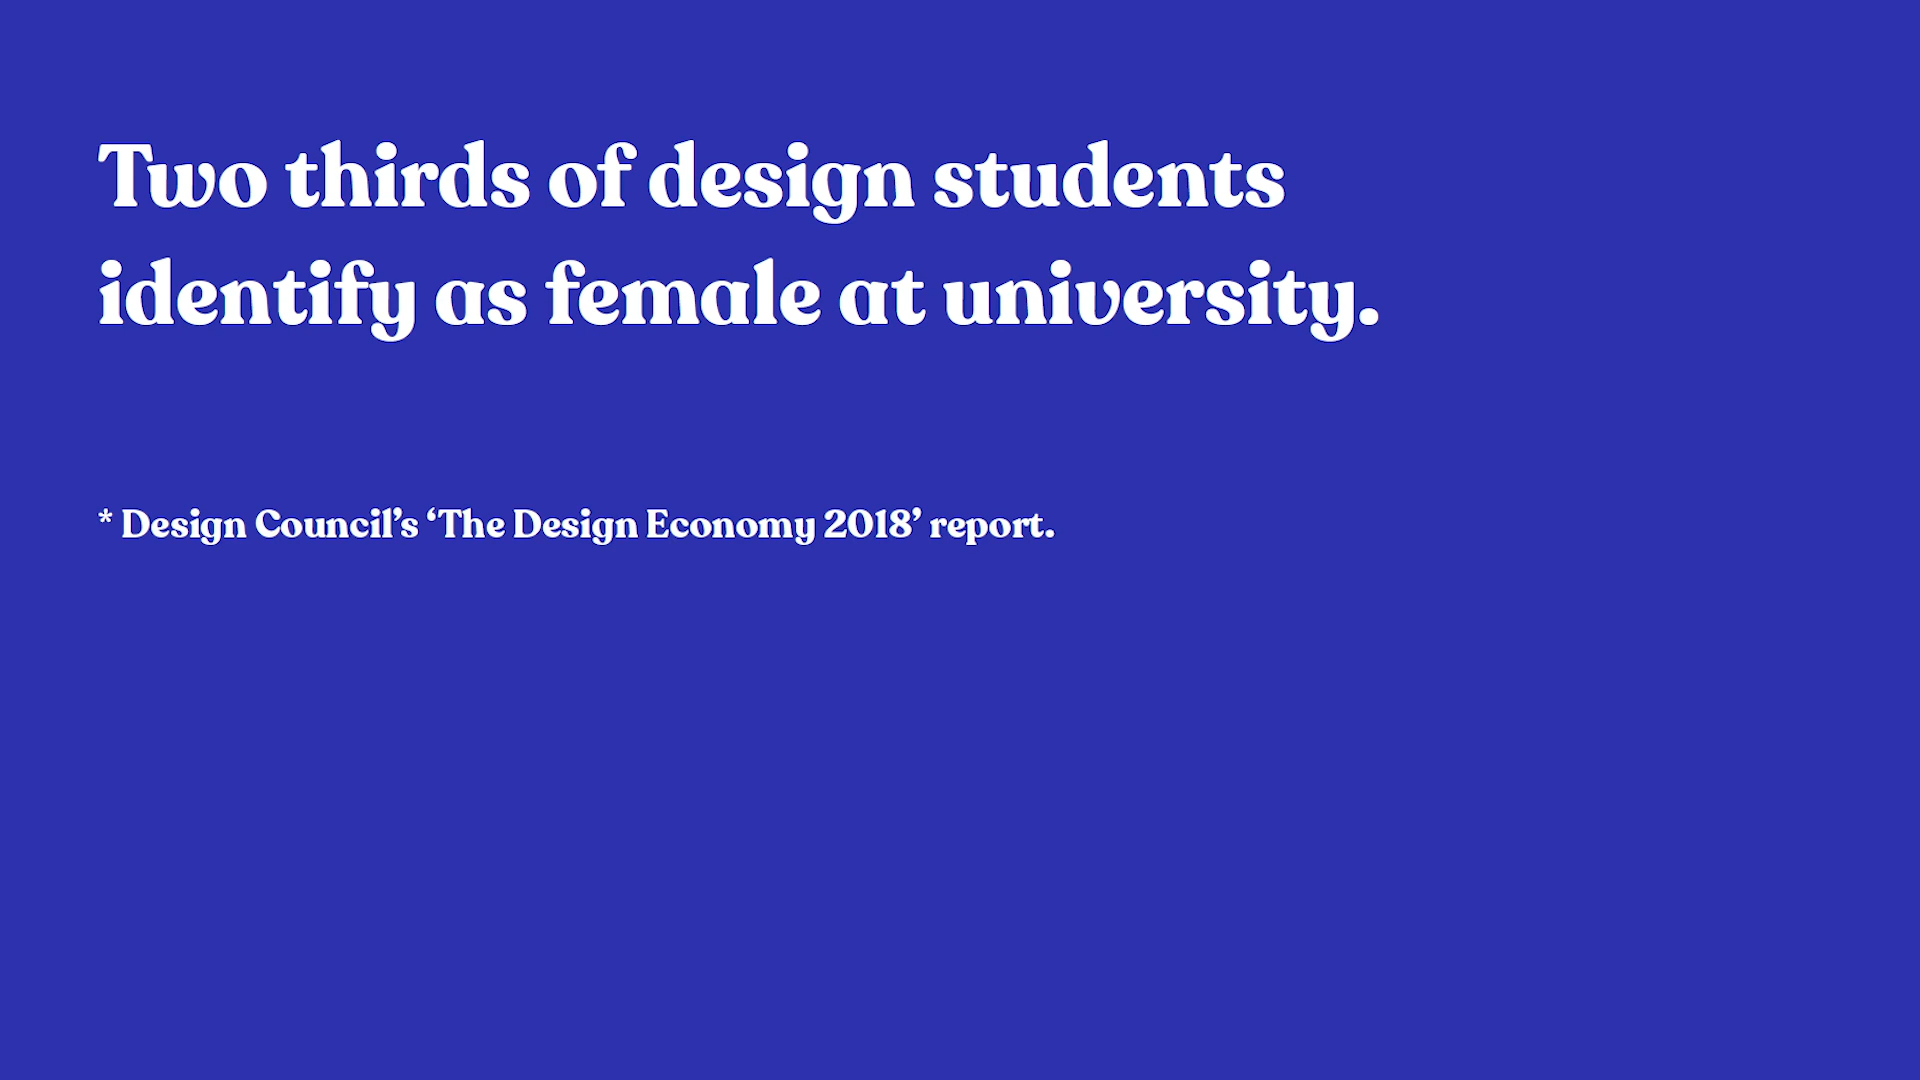 Two thirds of design students
identify as female at university.
* Design Council’s ‘The Design Economy 2018’ report.